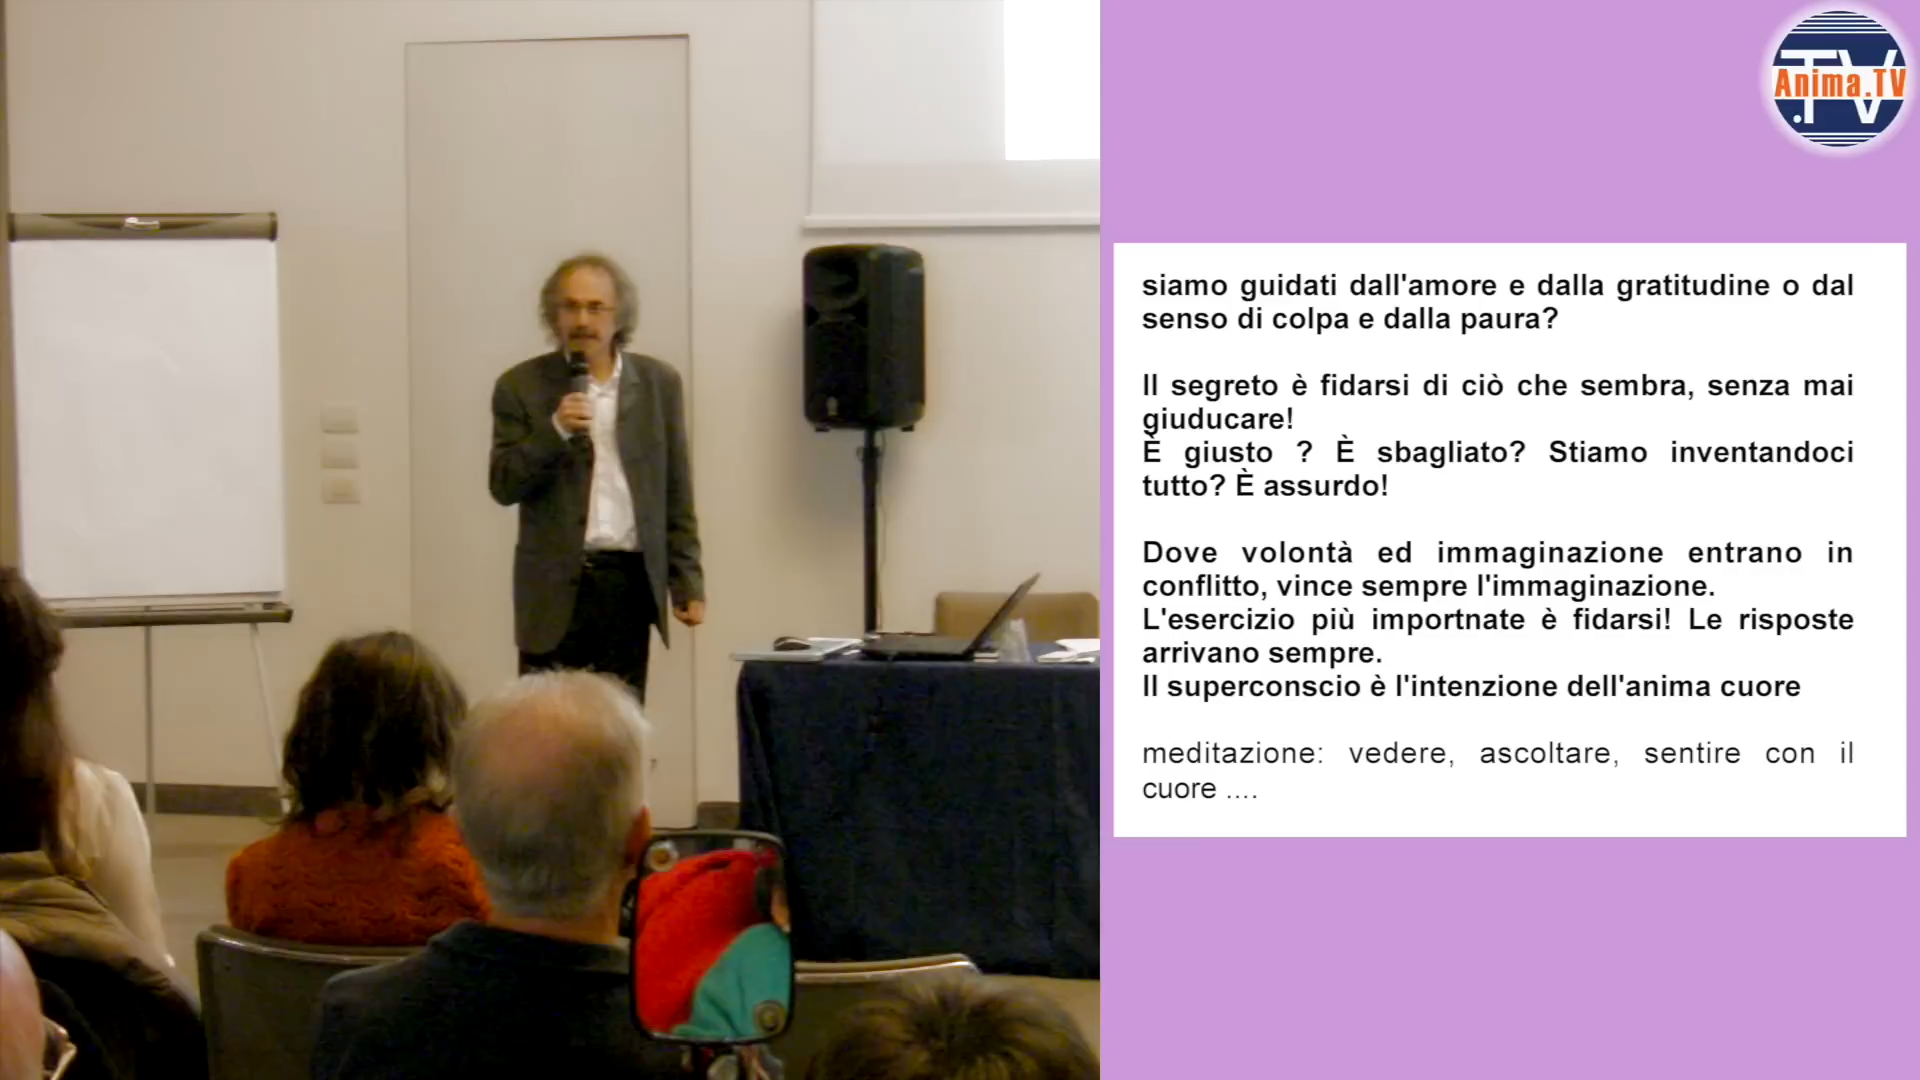 .TV
Anima.TV
siamo guidati dall'amore e dalla gratitudine o dal
senso di colpa e dalla paura?
Il segreto è fidarsi di ciò che sembra, senza mai
giuducare!
È giusto ? È sbagliato? Stiamo inventandoci
tutto? È assurdo!
Dove volontà ed immaginazione entrano in
conflitto, vince sempre l'immaginazione.
L'esercizio più importnate è fidarsi! Le risposte
arrivano sempre.
Il superconscio è l'intenzione dell'anima cuore
meditazione: vedere, ascoltare, sentire con il
cuore ....